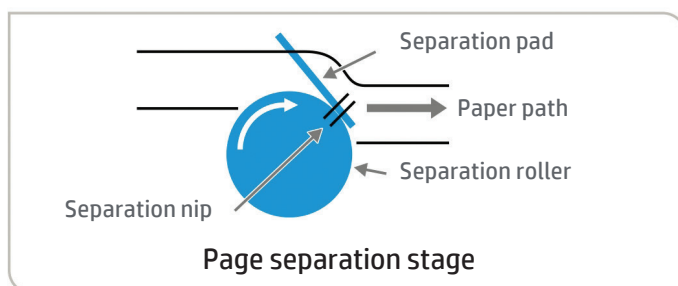 Separation pad
Paper path
Separation roller
Separation nip
Page separation stage